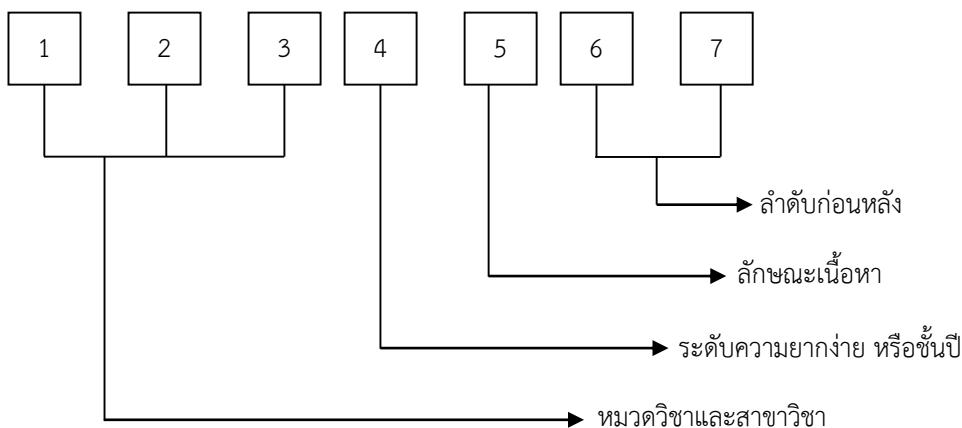 1 2 3 4 5 6 7
ลำดับก่อนหลัง
ลักษณะเนื้อหา
ระดับความยากง่าย หรือชั้นปี
หมวดวิชาและสาขาวิชา